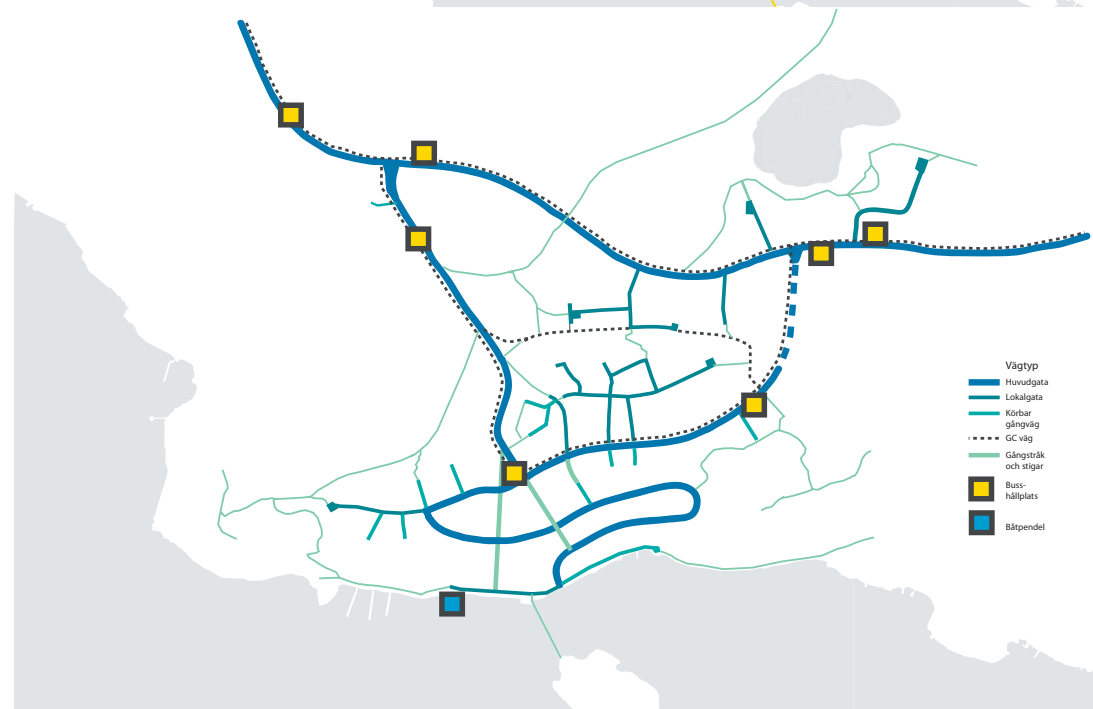 Vägtyp
Huvudgata
Lokalgata
Körbar
gångväg
GC väg
Gångstråk
och stigar
Buss-
hållplats
Båtpendel